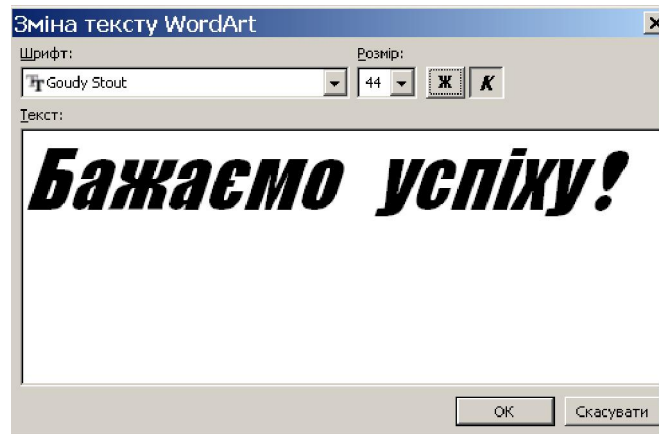 Зміна тексту WordArt
Шрифт:
Розмір:
Goudy Stout
44
Ж
К
Текст:
Бажаємо успіху!
ОК
Скасувати